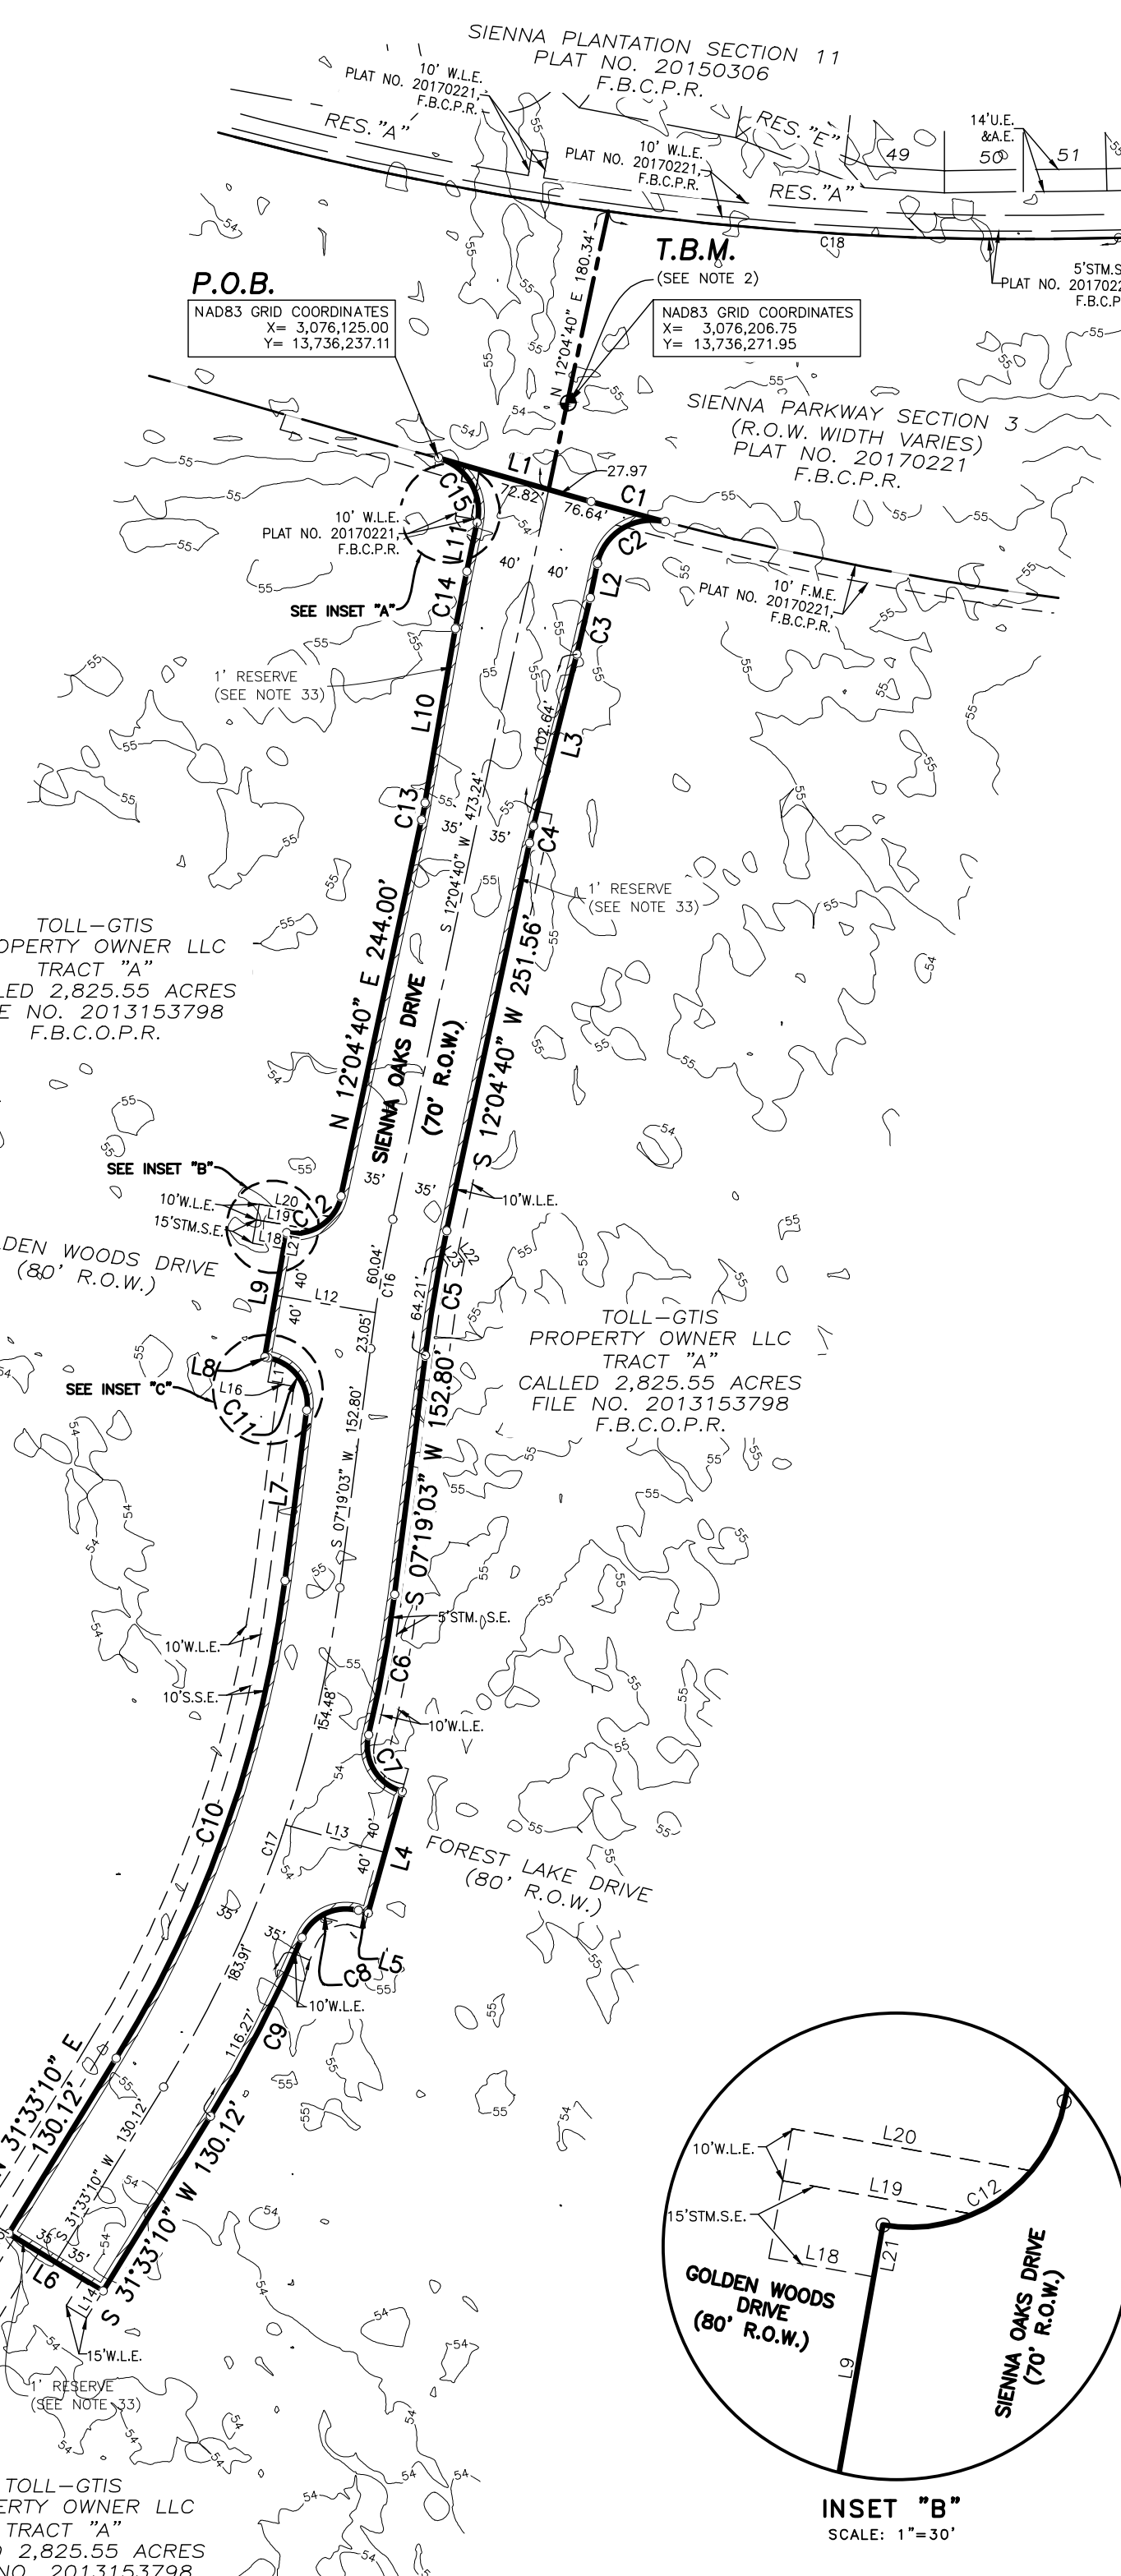 SIENNA PLANTATION SECTION 11
PLAT NO. 20150306
F.B.C.P.R.
10' W.L.E.
PLAT NO. 20170221,
F.B.C.P.R.
RES. "A"
RES. "E"
14'U.E.
&A.E.
49
50
51
10' W.L.E.
PLAT NO. 20170221,
F.B.C.P.R.
RES. "A"
C18
5'STM.S
PLAT NO. 2017022
F.B.C.P
N 12°04'40" E 180.34'
T.B.M.
(SEE NOTE 2)
P.O.B.
NAD83 GRID COORDINATES
X= 3,076,125.00
Y= 13,736,237.11
NAD83 GRID COORDINATES
X= 3,076,206.75
Y= 13,736,271.95
SIENNA PARKWAY SECTION 3
(R.O.W. WIDTH VARIES)
PLAT NO. 20170221
F.B.C.P.R.
L1
72.82'
27.97
C1
76.64'
C15
C2
10' W.L.E.
PLAT NO. 20170221,
F.B.C.P.R.
L11
40'
40'
L2
10' F.M.E.
PLAT NO. 20170221,
F.B.C.P.R.
SEE INSET "A"
C14
C3
1' RESERVE
(SEE NOTE 33)
L10
102.64'
L3
C13
35'
35'
C4
S 12°04'40" W 473.24'
1' RESERVE
(SEE NOTE 33)
TOLL-GTIS
OPERTY OWNER LLC
TRACT "A"
LED 2,825.55 ACRES
E NO. 2013153798
F.B.C.O.P.R.
N 12°04'40" E 244.00'
SIENNA OAKS DRIVE
(70' R.O.W.)
S 12°04'40" W 251.56'
SEE INSET "B"
10'W.L.E.
15'STM.S.E.
L20
L19
L18
C12
35'
35'
10'W.L.E.
LDEN WOODS DRIVE
(80' R.O.W.)
L9
40'
40'
L12
60.04'
C16
23.05'
64.21'
C5
L23
L22
TOLL-GTIS
PROPERTY OWNER LLC
TRACT "A"
CALLED 2,825.55 ACRES
FILE NO. 2013153798
F.B.C.O.P.R.
L8
SEE INSET "C"
L16
L17
C11
L7
S 07°19'03" W 152.80'
S 07°19'03" W 152.80'
5'STM. S.E.
10'W.L.E.
10'S.S.E.
C6
10'W.L.E.
154.48'
C7
C10
C17
L13
40'
40'
L4
FOREST LAKE DRIVE
(80' R.O.W.)
35'
35'
183.91'
C8
L5
10'W.L.E.
116.27'
C9
N 31°33'10" E
130.12'
S 31°33'10" W 130.12'
S 31°33'10" W 130.12'
35'
35'
L6
L14
15'W.L.E.
1' RESERVE
(SEE NOTE 33)
TOLL-GTIS
ERTY OWNER LLC
TRACT "A"
2,825.55 ACRES
NO. 2013153798
10'W.L.E.
L20
L19
C12
15'STM.S.E.
L18
L21
GOLDEN WOODS
DRIVE
(80' R.O.W.)
L9
SIENNA OAKS DRIVE
(70' R.O.W.)
INSET "B"
SCALE: 1"=30'